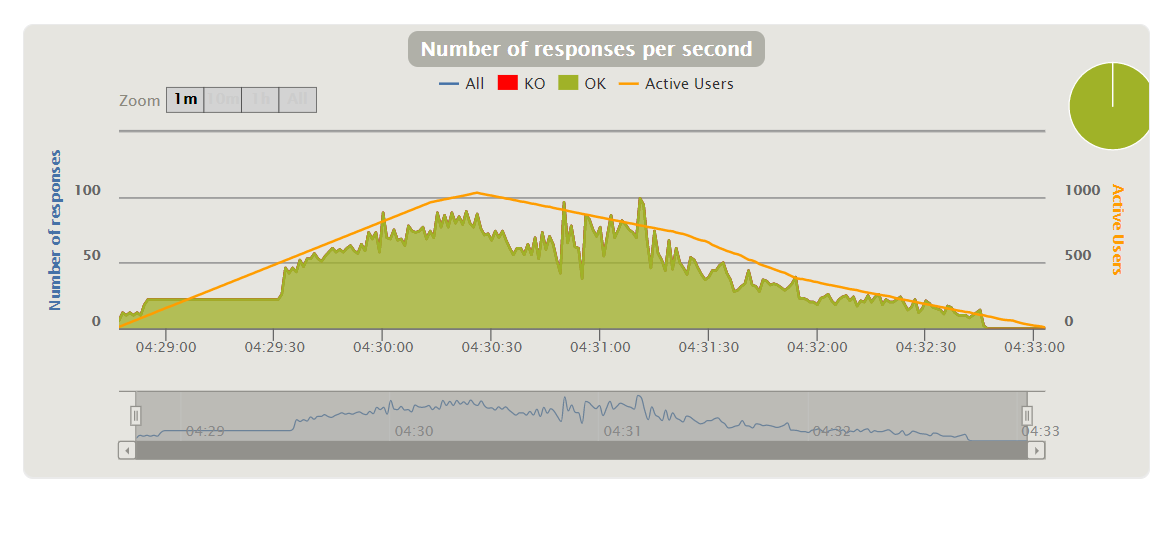 Number of responses per second
All KO OK Active Users
Zoom 1m 10m 1h All
Number of responses
100
50
0
1000
500
0
Active Users
04:29:00 04:29:30 04:30:00 04:30:30 04:31:00 04:31:30 04:32:00 04:32:30 04:33:00
04:29 04:30 04:31 04:32 04:33